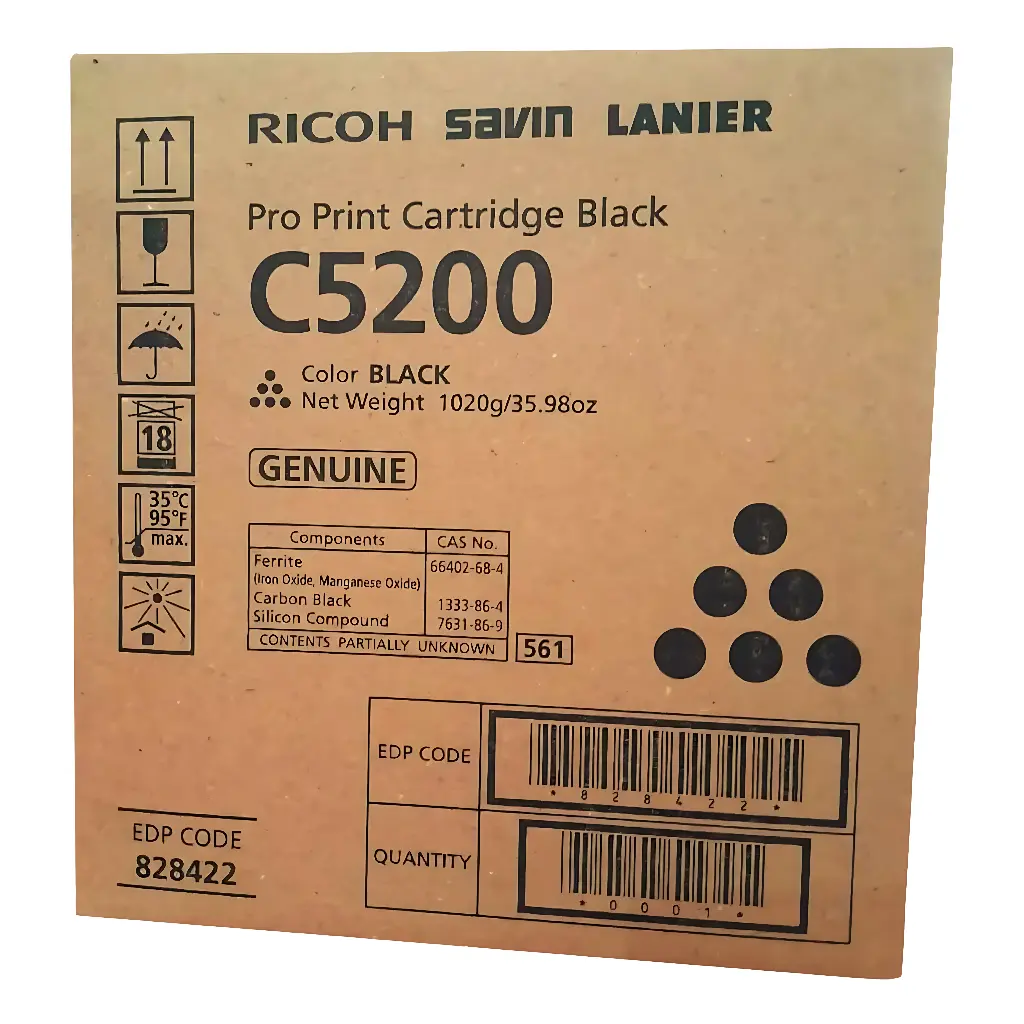 RICOH savin LANIER
Pro Print Cartridge Black
C5200
Color BLACK
Net Weight 1020g/35.98oz
GENUINE
18
35°C
95°F
max.
Components CAS No.
Ferrite 66402-68-4
(Iron Oxide, Manganese Oxide)
Carbon Black 1333-86-4
Silicon Compound 7631-86-9
CONTENTS PARTIALLY UNKNOWN
561
EDP CODE
*828422*
QUANTITY
*0001*
EDP CODE
828422